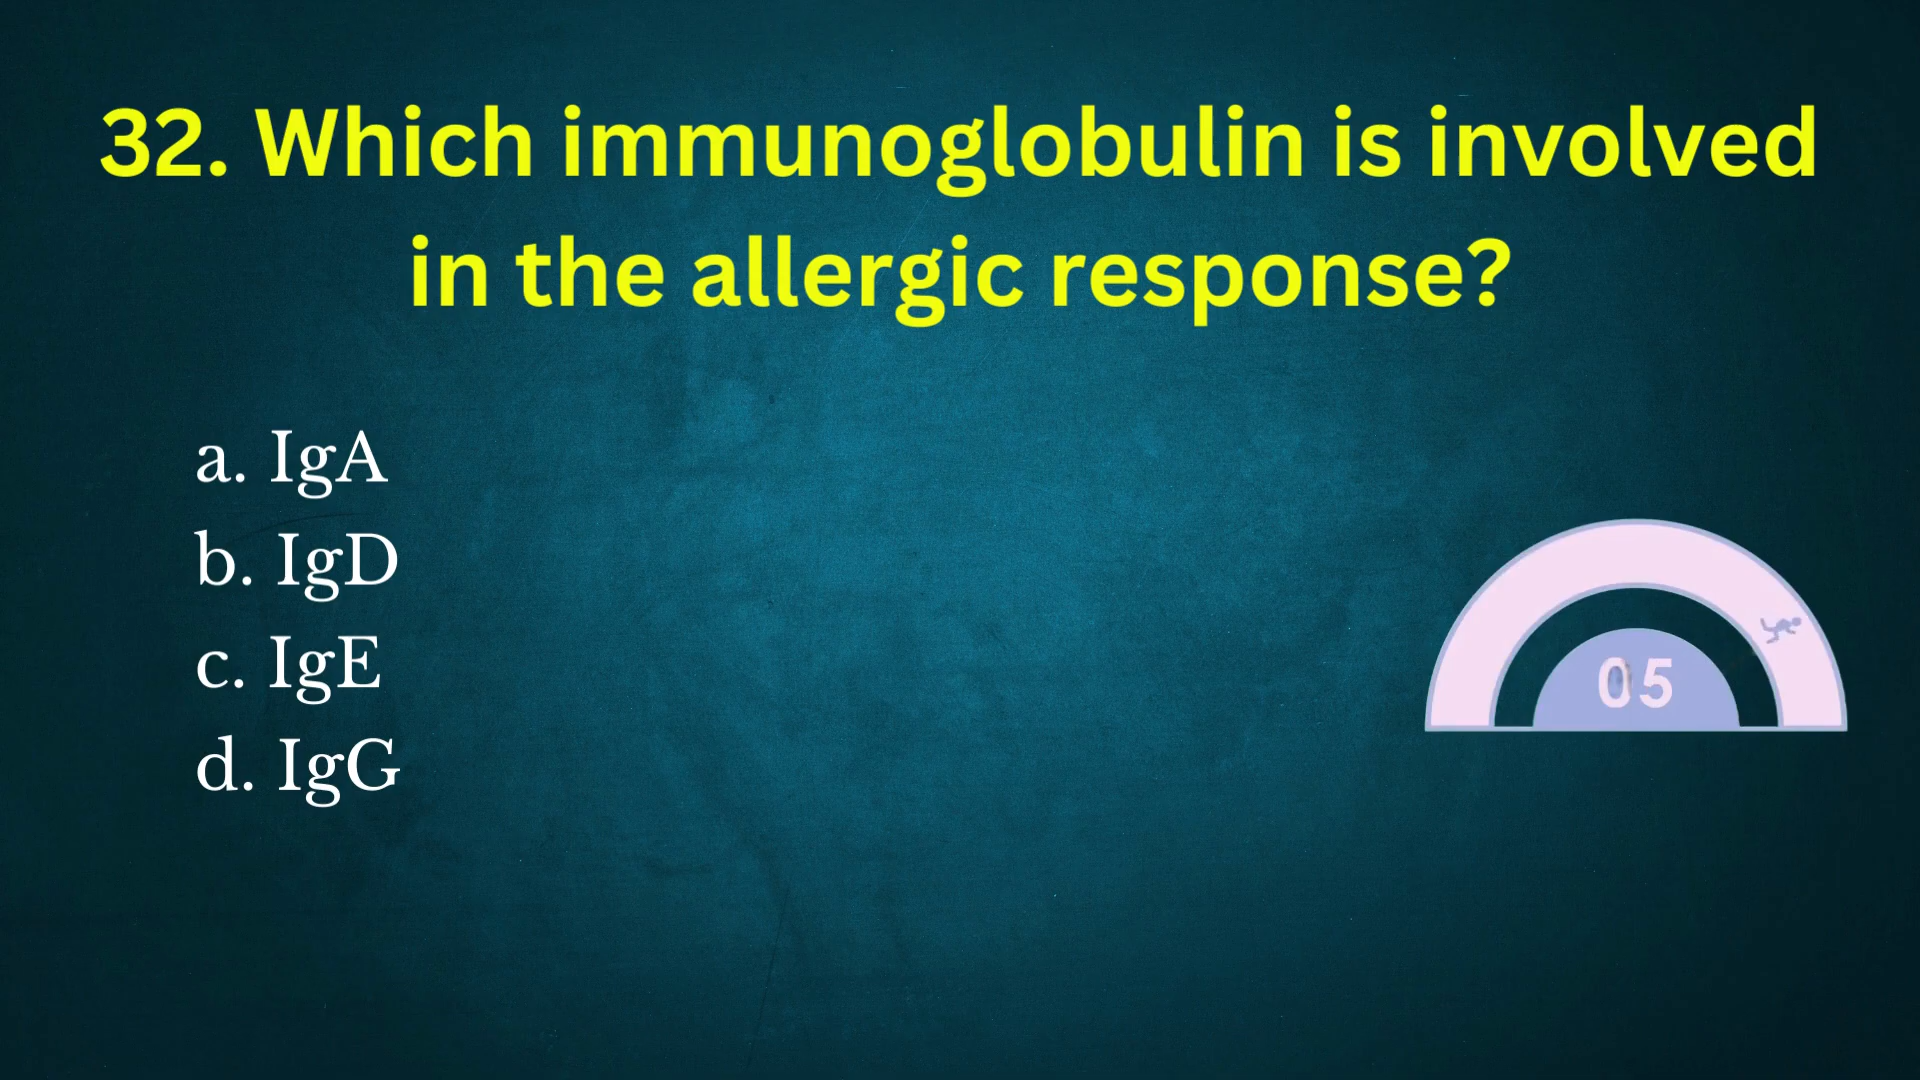 32. Which immunoglobulin is involved
in the allergic response?
a. IgA
b. IgD
c. IgE
d. IgG
05